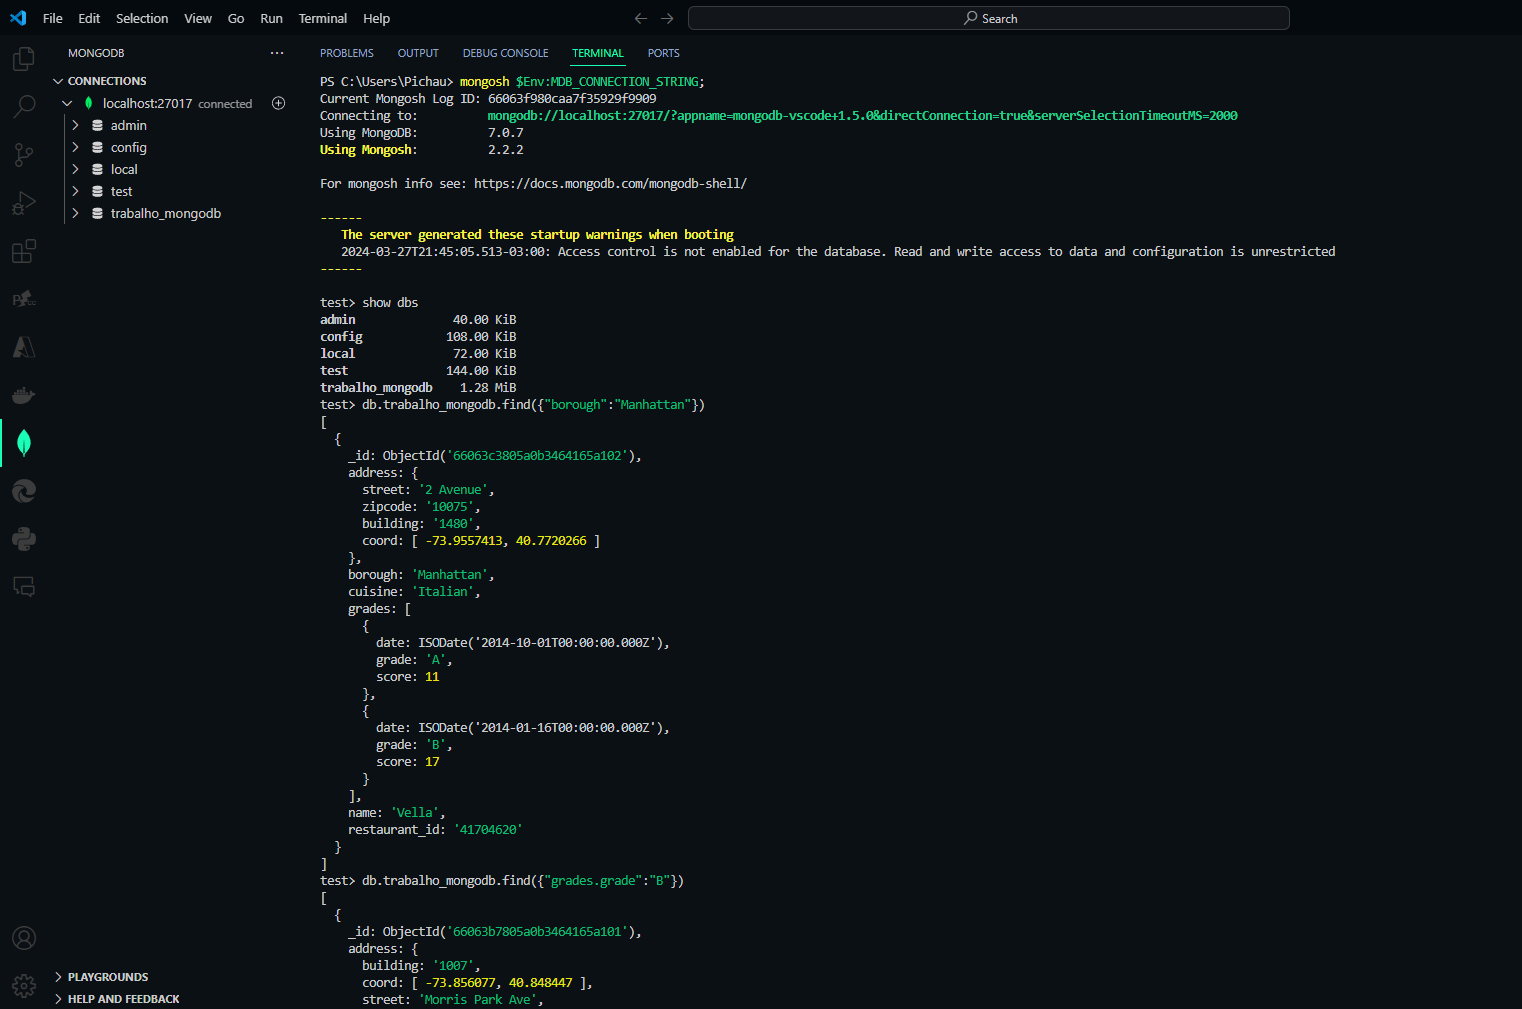 File Edit Selection View Go Run Terminal Help
Search
MONGODB
CONNECTIONS
localhost:27017 connected
admin
config
local
test
trabalho_mongodb
PLAYGROUNDS
HELP AND FEEDBACK
PROBLEMS OUTPUT DEBUG CONSOLE TERMINAL PORTS
PS C:\Users\Pichau> mongosh $Env:MDB_CONNECTION_STRING;
Current Mongosh Log ID: 66063f980caa7f35929f9909
Connecting to:          mongodb://localhost:27017/?appname=mongodb-vscode+1.5.0&directConnection=true&serverSelectionTimeoutMS=2000
Using MongoDB:          7.0.7
Using Mongosh:          2.2.2
For mongosh info see: https://docs.mongodb.com/mongodb-shell/
------
   The server generated these startup warnings when booting
   2024-03-27T21:45:05.513-03:00: Access control is not enabled for the database. Read and write access to data and configuration is unrestricted
------
test> show dbs
admin              40.00 KiB
config            108.00 KiB
local              72.00 KiB
test              144.00 KiB
trabalho_mongodb    1.28 MiB
test> db.trabalho_mongodb.find({"borough":"Manhattan"})
[
  {
    _id: ObjectId('66063c3805a0b3464165a102'),
    address: {
      street: '2 Avenue',
      zipcode: '10075',
      building: '1480',
      coord: [ -73.9557413, 40.7720266 ]
    },
    borough: 'Manhattan',
    cuisine: 'Italian',
    grades: [
      {
        date: ISODate('2014-10-01T00:00:00.000Z'),
        grade: 'A',
        score: 11
      },
      {
        date: ISODate('2014-01-16T00:00:00.000Z'),
        grade: 'B',
        score: 17
      }
    ],
    name: 'Vella',
    restaurant_id: '41704620'
  }
]
test> db.trabalho_mongodb.find({"grades.grade":"B"})
[
  {
    _id: ObjectId('66063b7805a0b3464165a101'),
    address: {
      building: '1007',
      coord: [ -73.856077, 40.848447 ],
      street: 'Morris Park Ave',